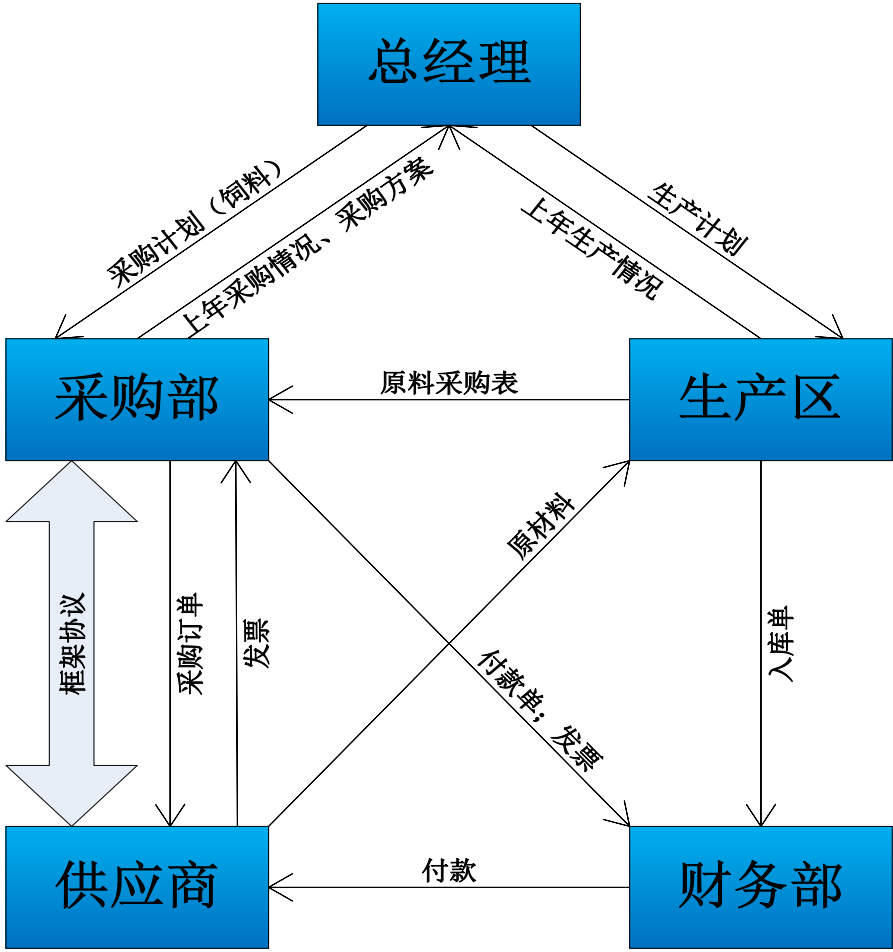 总经理
采购计划（饲料）
上年采购情况、采购方案
上年生产情况
生产计划
采购部
原料采购表
生产区
框架协议
采购订单
发票
原材料
付款单；发票
入库单
供应商
付款
财务部